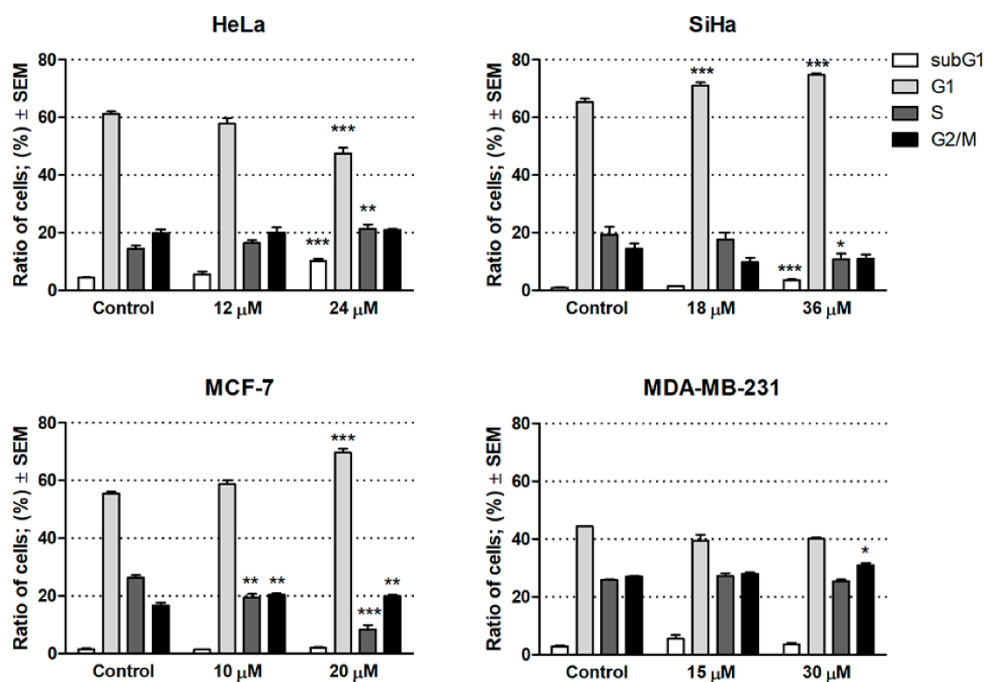 HeLa
Ratio of cells; (%) ± SEM
80
60
40
20
0
***
***
**
Control
12 μM
24 μM
SiHa
Ratio of cells; (%) ± SEM
80
60
40
20
0
***
***
***
*
Control
18 μM
36 μM
subG1
G1
S
G2/M
MCF-7
Ratio of cells; (%) ± SEM
80
60
40
20
0
**
**
***
***
**
Control
10 μM
20 μM
MDA-MB-231
Ratio of cells; (%) ± SEM
80
60
40
20
0
*
Control
15 μM
30 μM